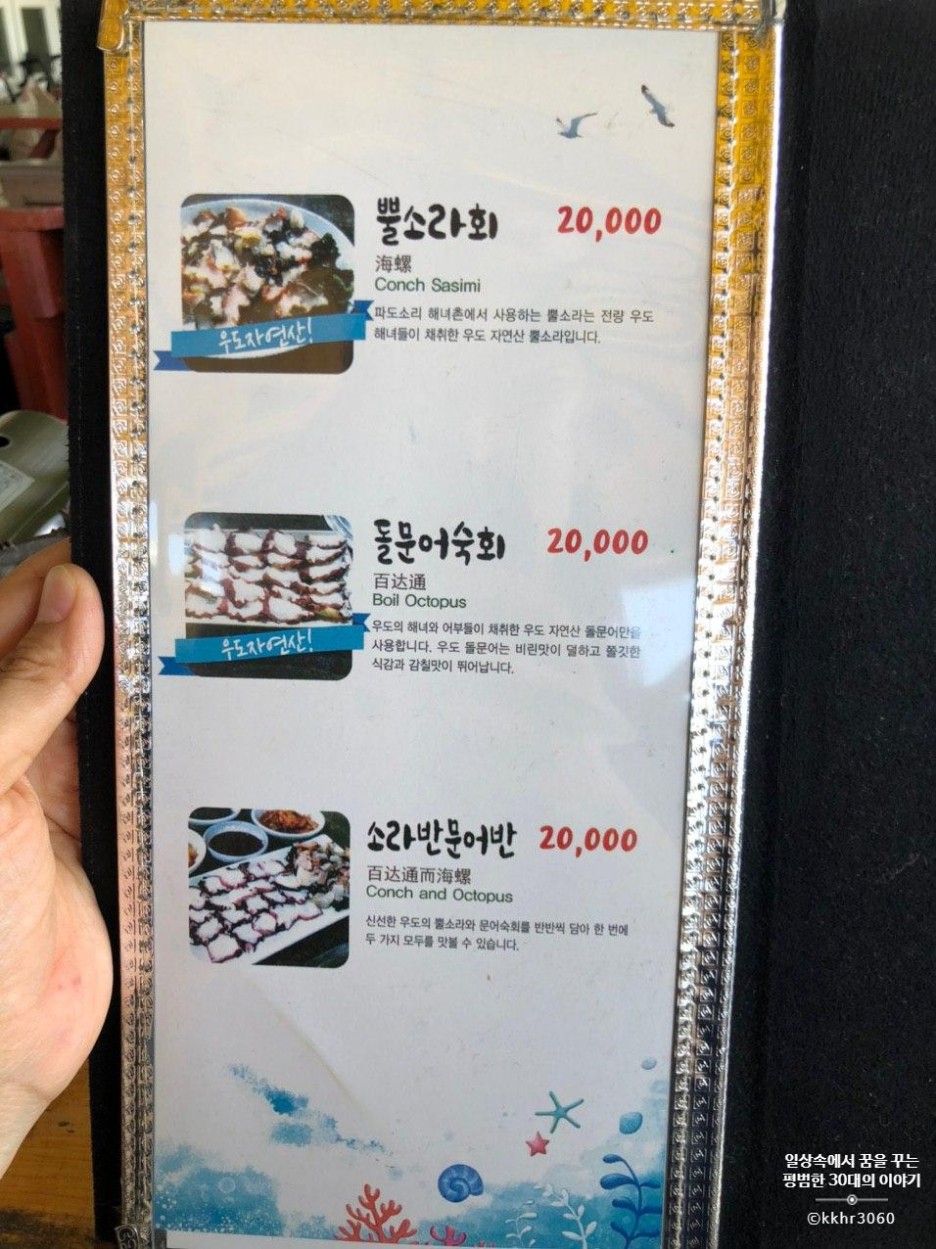 뿔소라회 20,000
海螺
Conch Sasimi
파도소리 해녀촌에서 사용하는 뿔소라는 전량 우도
해녀들이 채취한 우도 자연산 뿔소라입니다.
우도자연산!
돌문어숙회 20,000
百达通
Boil Octopus
우도의 해녀와 어부들이 채취한 우도 자연산 돌문어만을
사용합니다. 우도 돌문어는 비린맛이 덜하고 쫄깃한
식감과 감칠맛이 뛰어납니다.
우도자연산!
소라반문어반 20,000
百达通而海螺
Conch and Octopus
신선한 우도의 뿔소라와 문어숙회를 반반씩 담아 한 번에
두 가지 모두를 맛볼 수 있습니다.
일상속에서 꿈을 꾸는
평범한 30대의 이야기
©kkhr3060